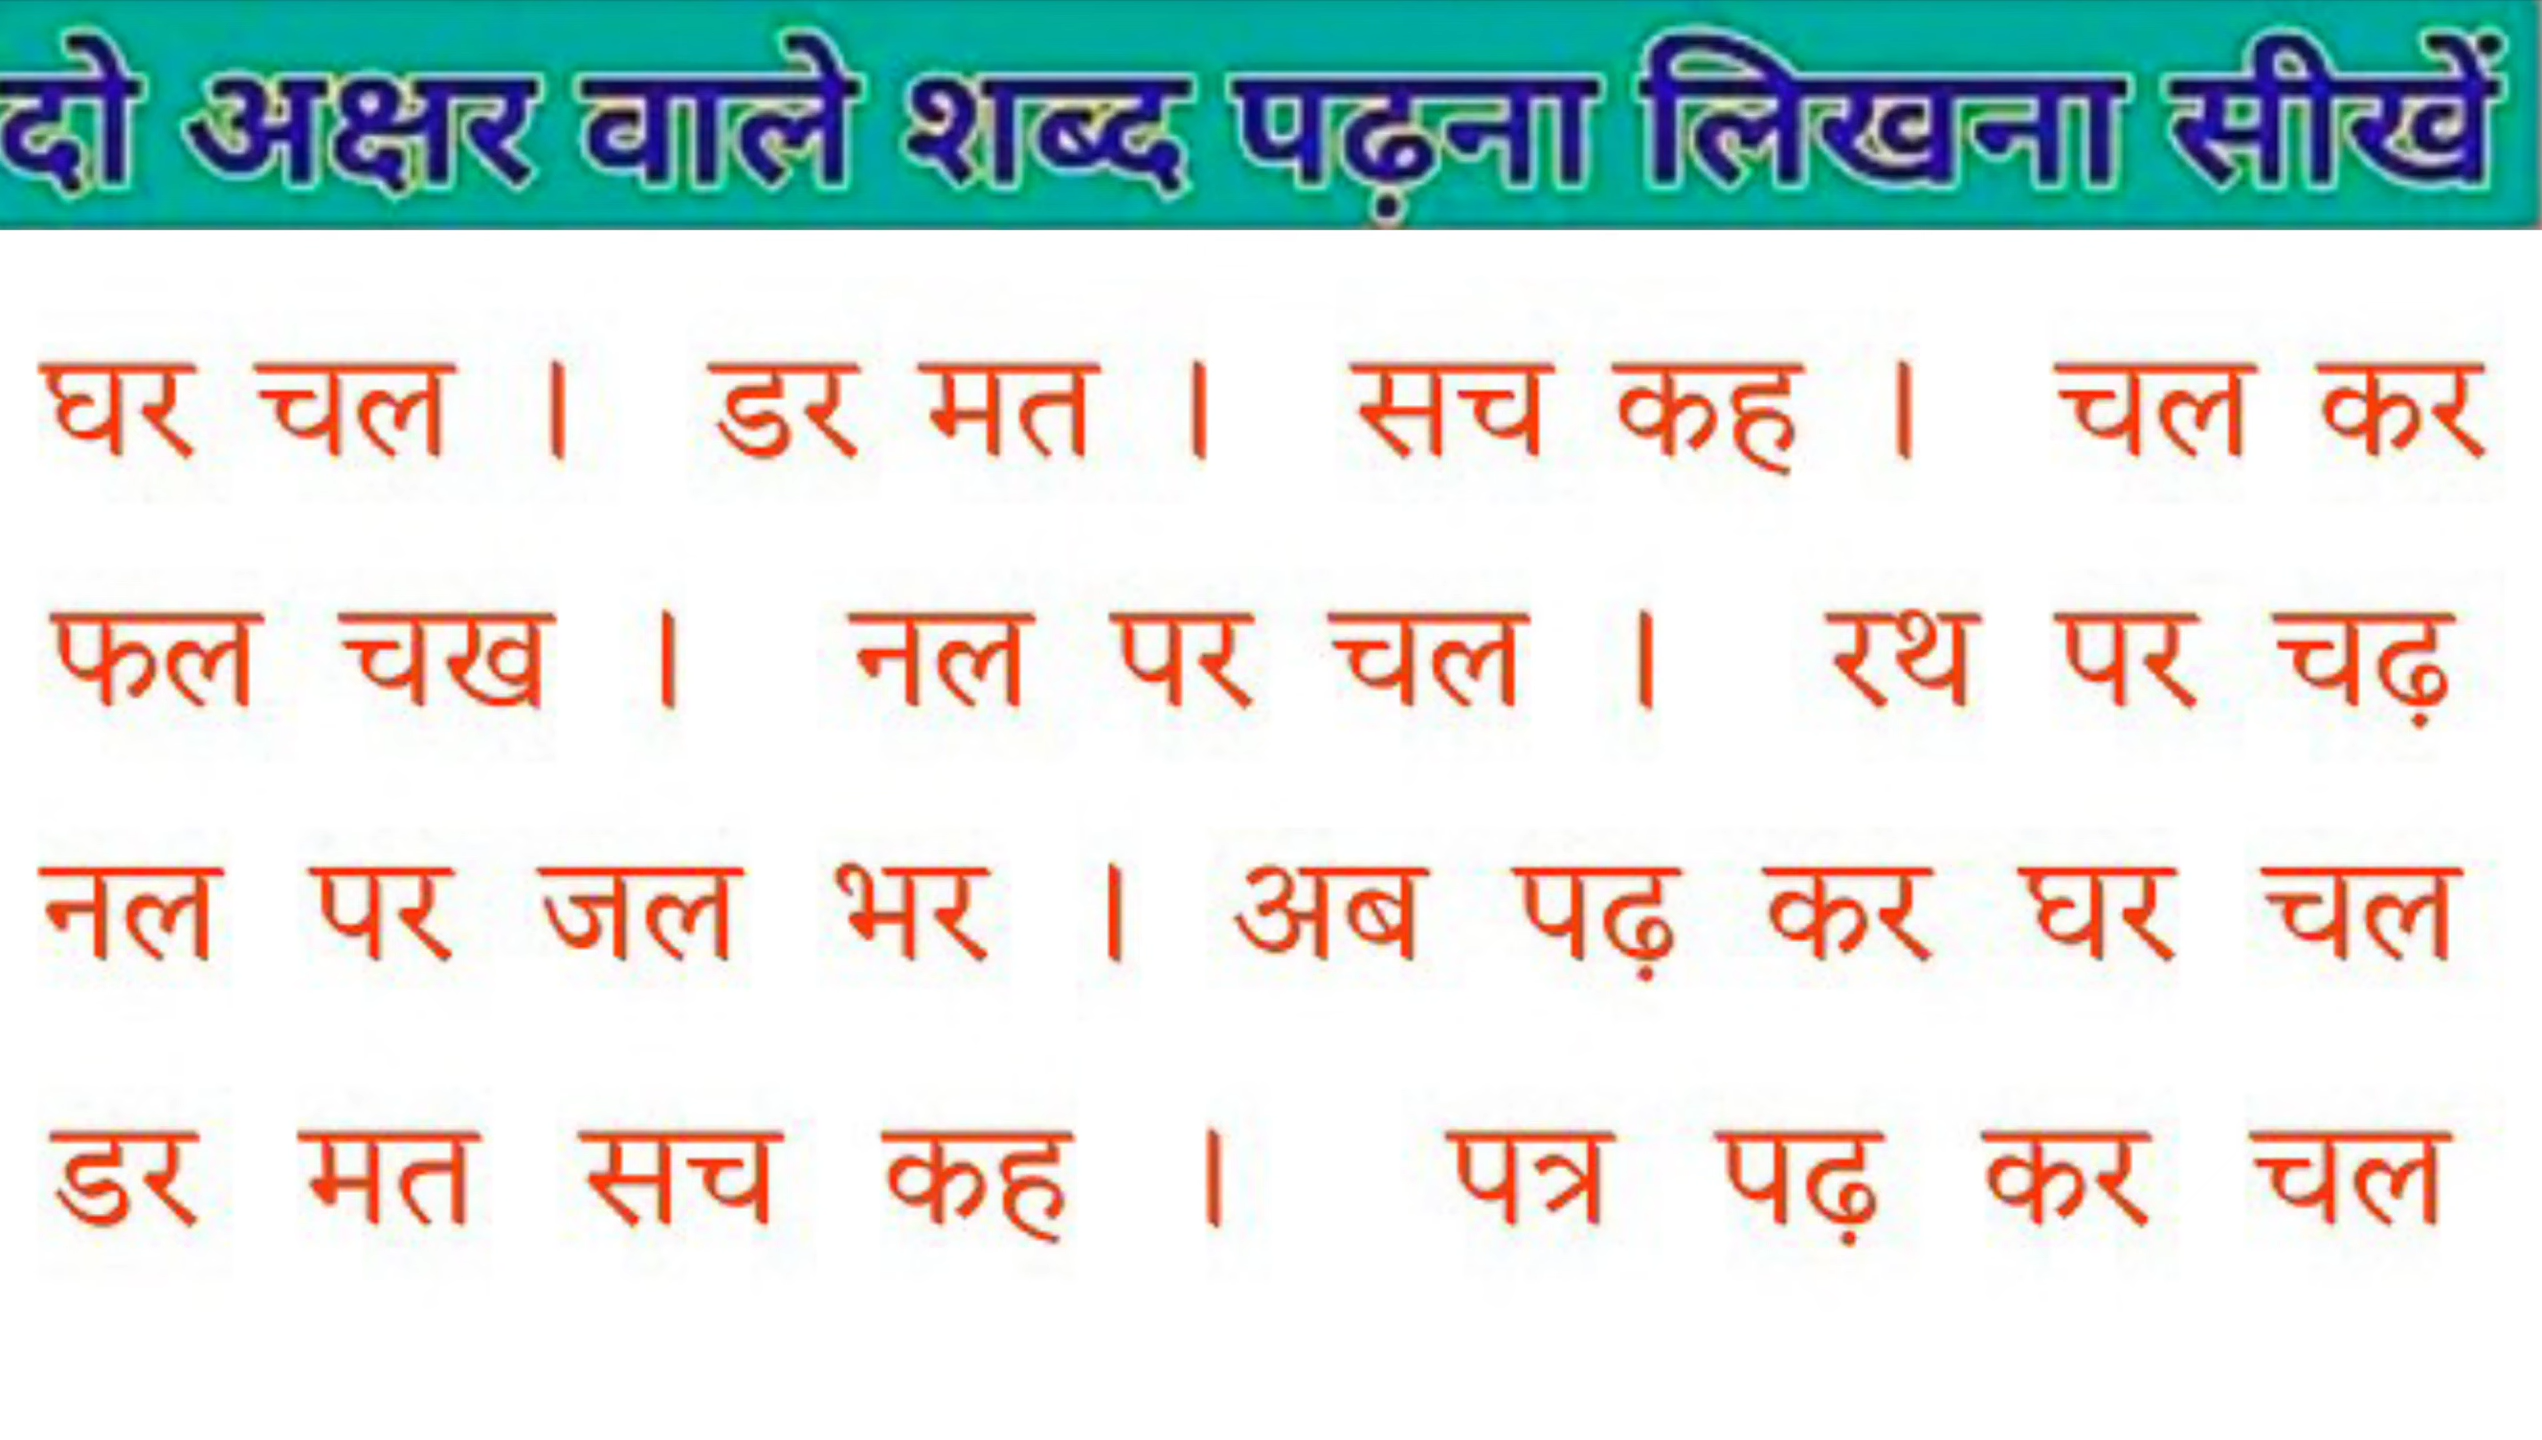 दो अक्षर वाले शब्द पढ़ना लिखना सीखें
घर चल । डर मत । सच कह । चल कर
फल चख । नल पर चल । रथ पर चढ़
नल पर जल भर । अब पढ़ कर घर चल
डर मत सच कह । पत्र पढ़ कर चल